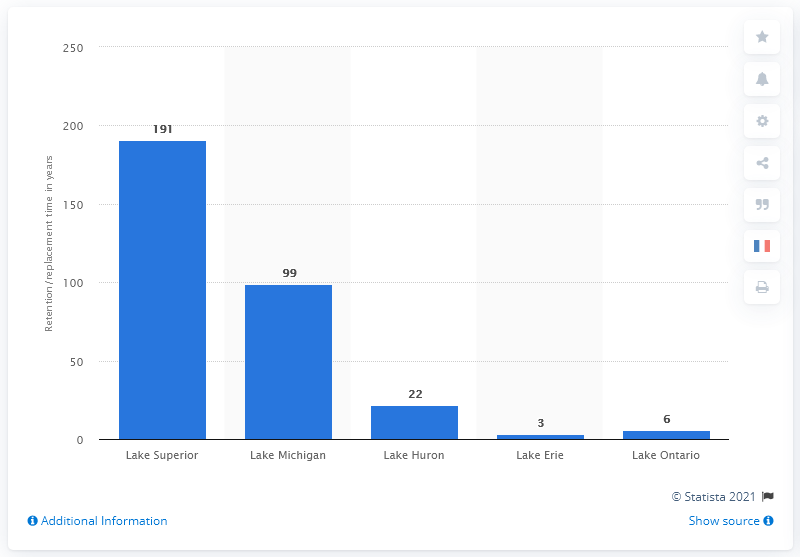 250
200
150
100
50
0
Retention/replacement time in years
191
99
22
3
6
Lake Superior
Lake Michigan
Lake Huron
Lake Erie
Lake Ontario
© Statista 2021
Additional Information
Show source